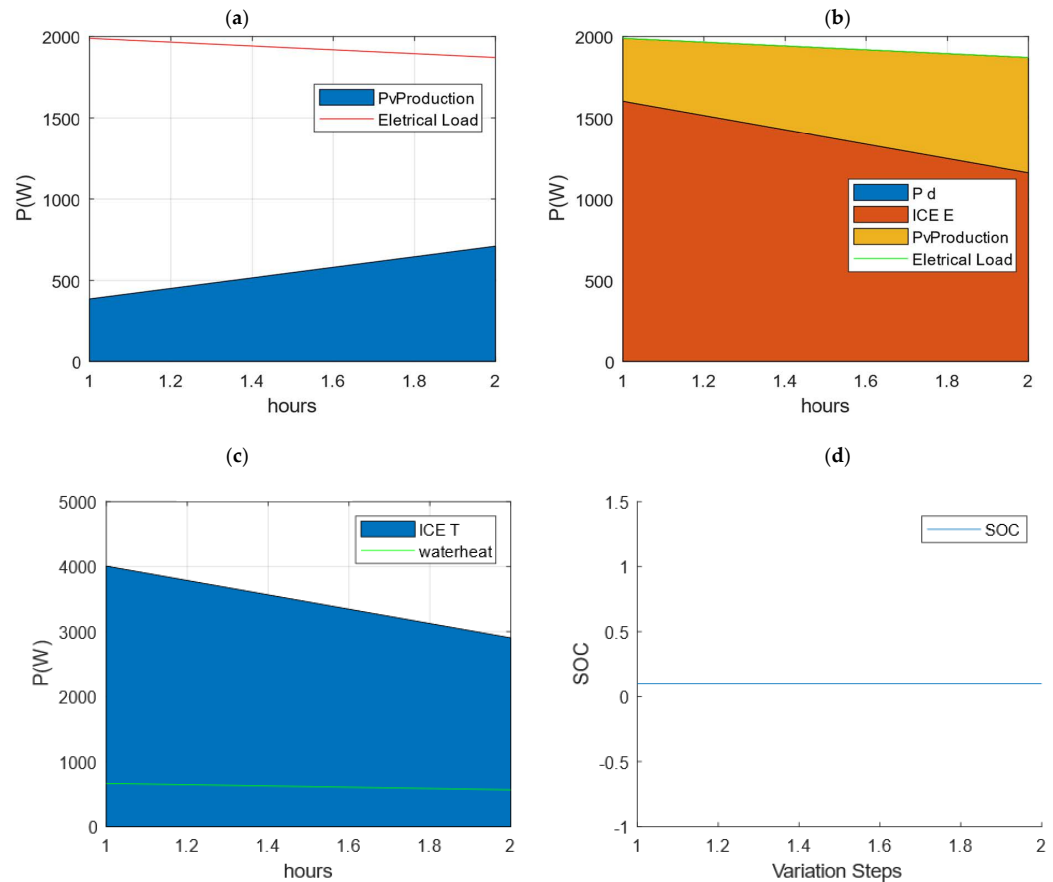 (a)
P(W)
2000
1500
1000
500
0
PvProduction
Eletrical Load
1 1.2 1.4 1.6 1.8 2
hours
(b)
P(W)
2000
1500
1000
500
0
P d
ICE E
PvProduction
Eletrical Load
1 1.2 1.4 1.6 1.8 2
hours
(c)
P(W)
5000
4000
3000
2000
1000
0
ICE T
waterheat
1 1.2 1.4 1.6 1.8 2
hours
(d)
SOC
1.5
1
0.5
0
-0.5
-1
SOC
1 1.2 1.4 1.6 1.8 2
Variation Steps